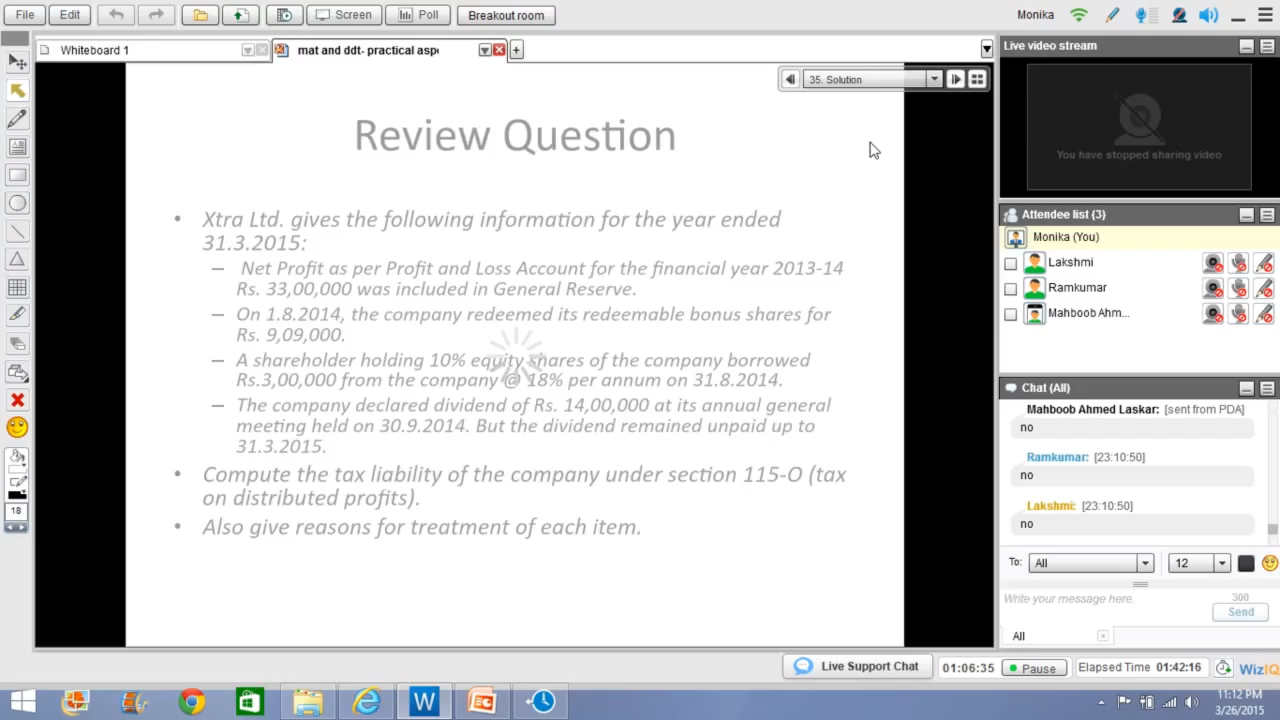 File
Edit
Screen
Poll
Breakout room
Monika
Whiteboard 1
mat and ddt- practical aspe
35. Solution
Review Question
• Xtra Ltd. gives the following information for the year ended
31.3.2015:
– Net Profit as per Profit and Loss Account for the financial year 2013-14
Rs. 33,00,000 was included in General Reserve.
– On 1.8.2014, the company redeemed its redeemable bonus shares for
Rs. 9,09,000.
– A shareholder holding 10% equity shares of the company borrowed
Rs.3,00,000 from the company @ 18% per annum on 31.8.2014.
– The company declared dividend of Rs. 14,00,000 at its annual general
meeting held on 30.9.2014. But the dividend remained unpaid up to
31.3.2015.
• Compute the tax liability of the company under section 115-O (tax
on distributed profits).
• Also give reasons for treatment of each item.
18
Live video stream
You have stopped sharing video
Attendee list (3)
Monika (You)
Lakshmi
Ramkumar
Mahboob Ahm...
Chat (All)
Mahboob Ahmed Laskar: [sent from PDA]
no
Ramkumar: [23:10:50]
no
Lakshmi: [23:10:50]
no
To: All 12
Write your message here.
300
Send
All
Live Support Chat
01:06:35
Pause
Elapsed Time 01:42:16
WizIQ
11:12 PM
3/26/2015